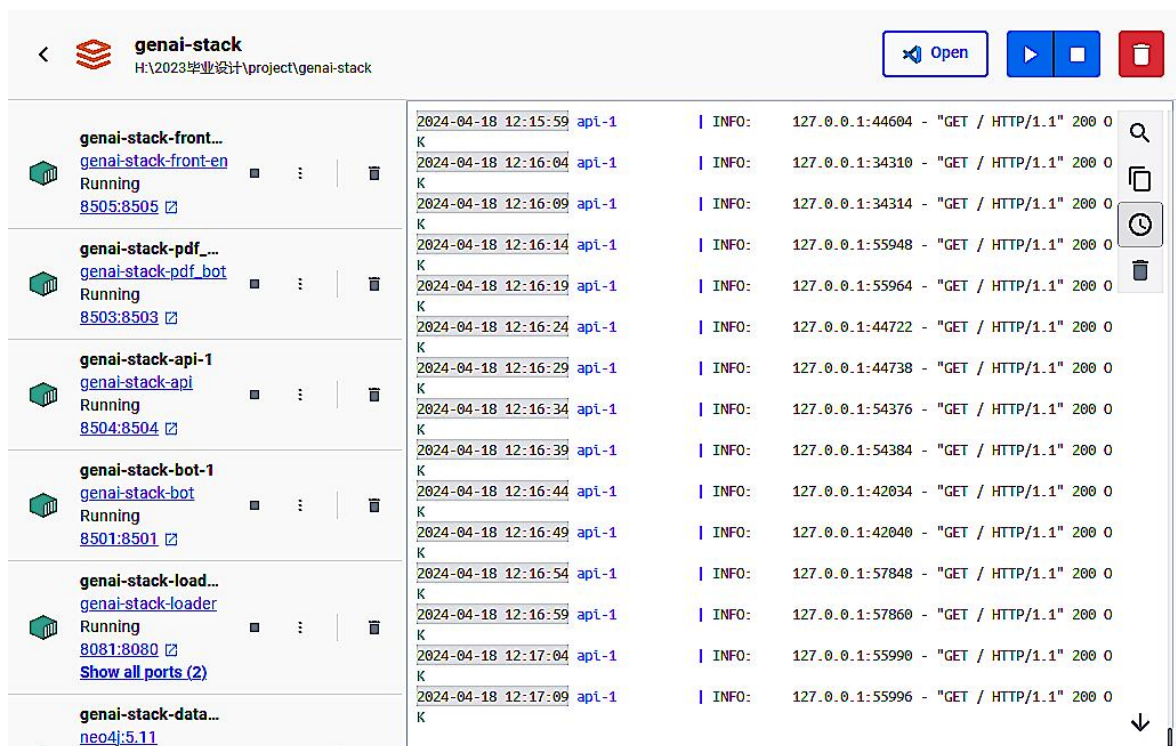 genai-stack
H:\2023毕业设计\project\genai-stack
Open
genai-stack-front...
genai-stack-front-en
Running
8505:8505
genai-stack-pdf_...
genai-stack-pdf_bot
Running
8503:8503
genai-stack-api-1
genai-stack-api
Running
8504:8504
genai-stack-bot-1
genai-stack-bot
Running
8501:8501
genai-stack-load...
genai-stack-loader
Running
8081:8080
Show all ports (2)
genai-stack-data...
neo4j:5.11
2024-04-18 12:15:59 api-1 | INFO: 127.0.0.1:44604 - "GET / HTTP/1.1" 200 O
K
2024-04-18 12:16:04 api-1 | INFO: 127.0.0.1:34310 - "GET / HTTP/1.1" 200 O
K
2024-04-18 12:16:09 api-1 | INFO: 127.0.0.1:34314 - "GET / HTTP/1.1" 200 O
K
2024-04-18 12:16:14 api-1 | INFO: 127.0.0.1:55948 - "GET / HTTP/1.1" 200 O
K
2024-04-18 12:16:19 api-1 | INFO: 127.0.0.1:55964 - "GET / HTTP/1.1" 200 O
K
2024-04-18 12:16:24 api-1 | INFO: 127.0.0.1:44722 - "GET / HTTP/1.1" 200 O
K
2024-04-18 12:16:29 api-1 | INFO: 127.0.0.1:44738 - "GET / HTTP/1.1" 200 O
K
2024-04-18 12:16:34 api-1 | INFO: 127.0.0.1:54376 - "GET / HTTP/1.1" 200 O
K
2024-04-18 12:16:39 api-1 | INFO: 127.0.0.1:54384 - "GET / HTTP/1.1" 200 O
K
2024-04-18 12:16:44 api-1 | INFO: 127.0.0.1:42034 - "GET / HTTP/1.1" 200 O
K
2024-04-18 12:16:49 api-1 | INFO: 127.0.0.1:42040 - "GET / HTTP/1.1" 200 O
K
2024-04-18 12:16:54 api-1 | INFO: 127.0.0.1:57848 - "GET / HTTP/1.1" 200 O
K
2024-04-18 12:16:59 api-1 | INFO: 127.0.0.1:57860 - "GET / HTTP/1.1" 200 O
K
2024-04-18 12:17:04 api-1 | INFO: 127.0.0.1:55990 - "GET / HTTP/1.1" 200 O
K
2024-04-18 12:17:09 api-1 | INFO: 127.0.0.1:55996 - "GET / HTTP/1.1" 200 O
K